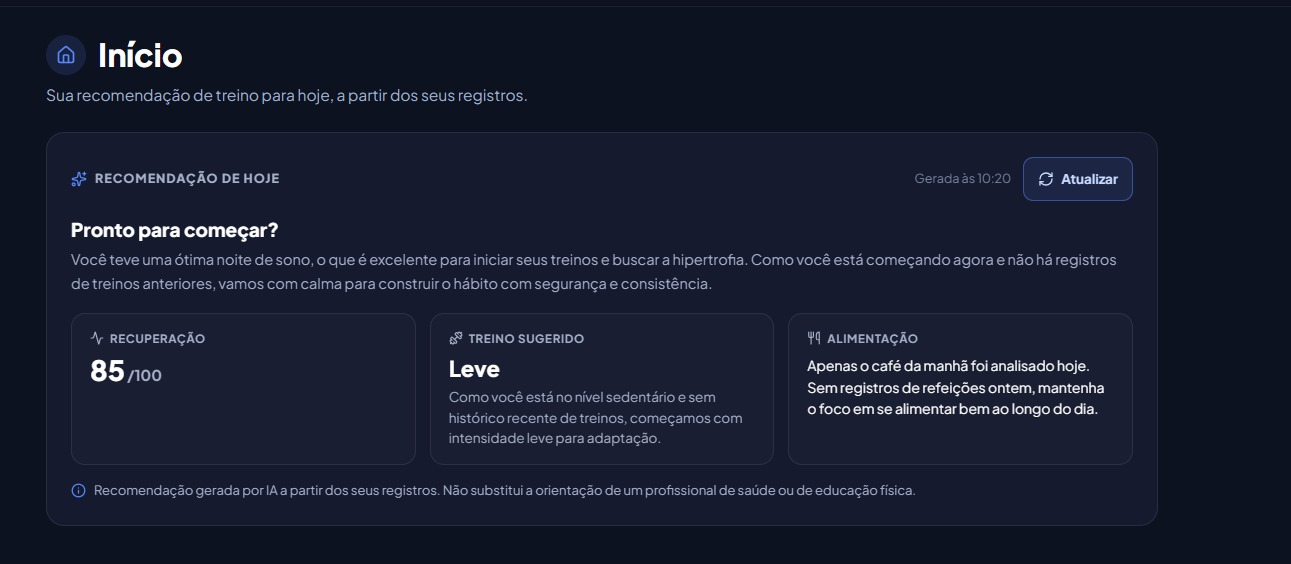 Início
Sua recomendação de treino para hoje, a partir dos seus registros.
RECOMENDAÇÃO DE HOJE
Gerada às 10:20
Atualizar
Pronto para começar?
Você teve uma ótima noite de sono, o que é excelente para iniciar seus treinos e buscar a hipertrofia. Como você está começando agora e não há registros
de treinos anteriores, vamos com calma para construir o hábito com segurança e consistência.
RECUPERAÇÃO
85/100
TREINO SUGERIDO
Leve
Como você está no nível sedentário e sem
histórico recente de treinos, começamos com
intensidade leve para adaptação.
ALIMENTAÇÃO
Apenas o café da manhã foi analisado hoje.
Sem registros de refeições ontem, mantenha
o foco em se alimentar bem ao longo do dia.
Recomendação gerada por IA a partir dos seus registros. Não substitui a orientação de um profissional de saúde ou de educação física.